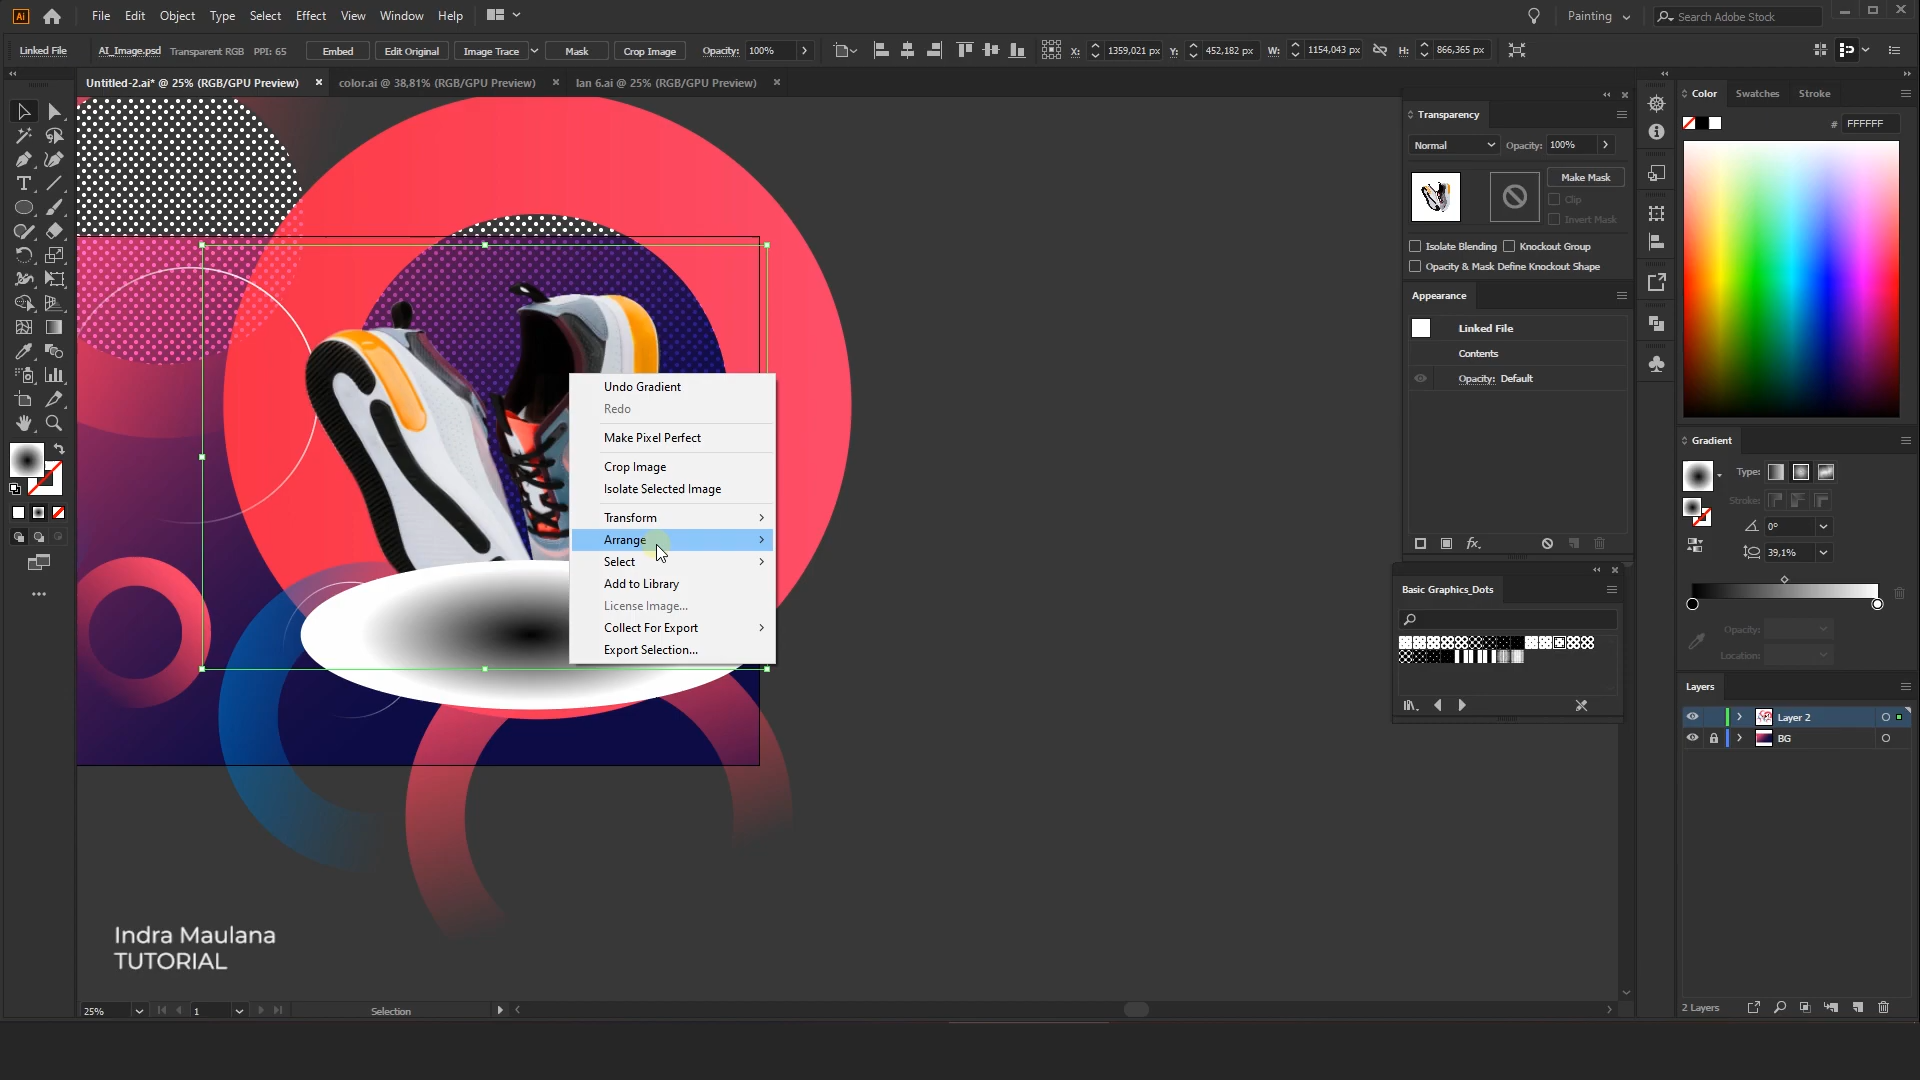 Ai File Edit Object Type Select Effect View Window Help Painting Search Adobe Stock
Linked File AI_Image.psd Transparent RGB PPI: 65 Embed Edit Original Image Trace Mask Crop Image Opacity: 100% X: 1359,021 px Y: 452,182 px W: 1154,043 px H: 866,365 px
Untitled-2.ai* @ 25% (RGB/GPU Preview) color.ai @ 38,81% (RGB/GPU Preview) lan 6.ai @ 25% (RGB/GPU Preview)
Transparency
Normal Opacity: 100%
Make Mask
Clip
Invert Mask
Isolate Blending Knockout Group
Opacity & Mask Define Knockout Shape
Appearance
Linked File
Contents
Opacity: Default
fx.
Basic Graphics_Dots
Color Swatches Stroke
# FFFFFF
Gradient
Type:
Stroke:
0°
39,1%
Opacity:
Location:
Layers
Layer 2
BG
2 Layers
Undo Gradient
Redo
Make Pixel Perfect
Crop Image
Isolate Selected Image
Transform
Arrange
Select
Add to Library
License Image...
Collect For Export
Export Selection...
Indra Maulana
TUTORIAL
25% 1 Selection